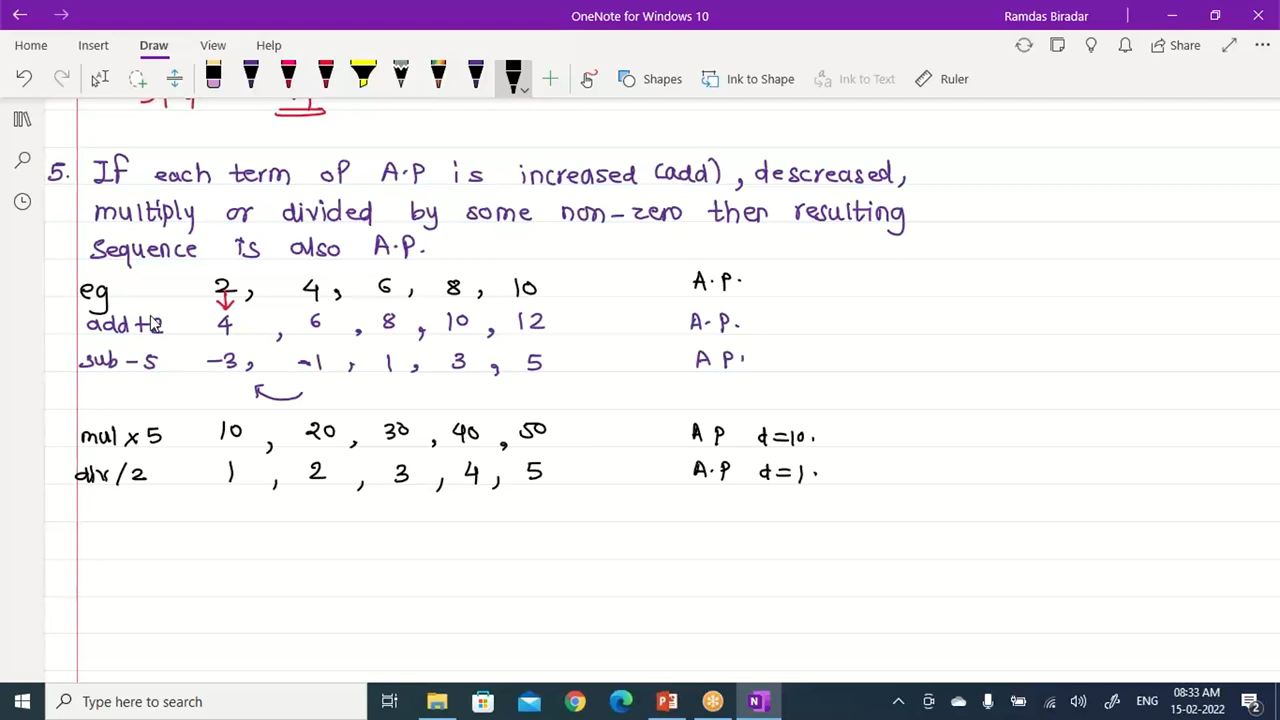 OneNote for Windows 10
Ramdas Biradar
Home Insert Draw View Help
Share
Shapes Ink to Shape Ink to Text Ruler
5. If each term of A.P is increased (add), descreased,
multiply or divided by some non-zero then resulting
Sequence is also A.P.
eg 2, 4, 6, 8, 10 A.P.
add+2 4, 6, 8, 10, 12 A.P.
sub-5 -3, -1, 1, 3, 5 A P.
mul x 5 10, 20, 30, 40, 50 A P d=10.
div/2 1, 2, 3, 4, 5 A.P d=1.
Type here to search
ENG
08:33 AM
15-02-2022
2